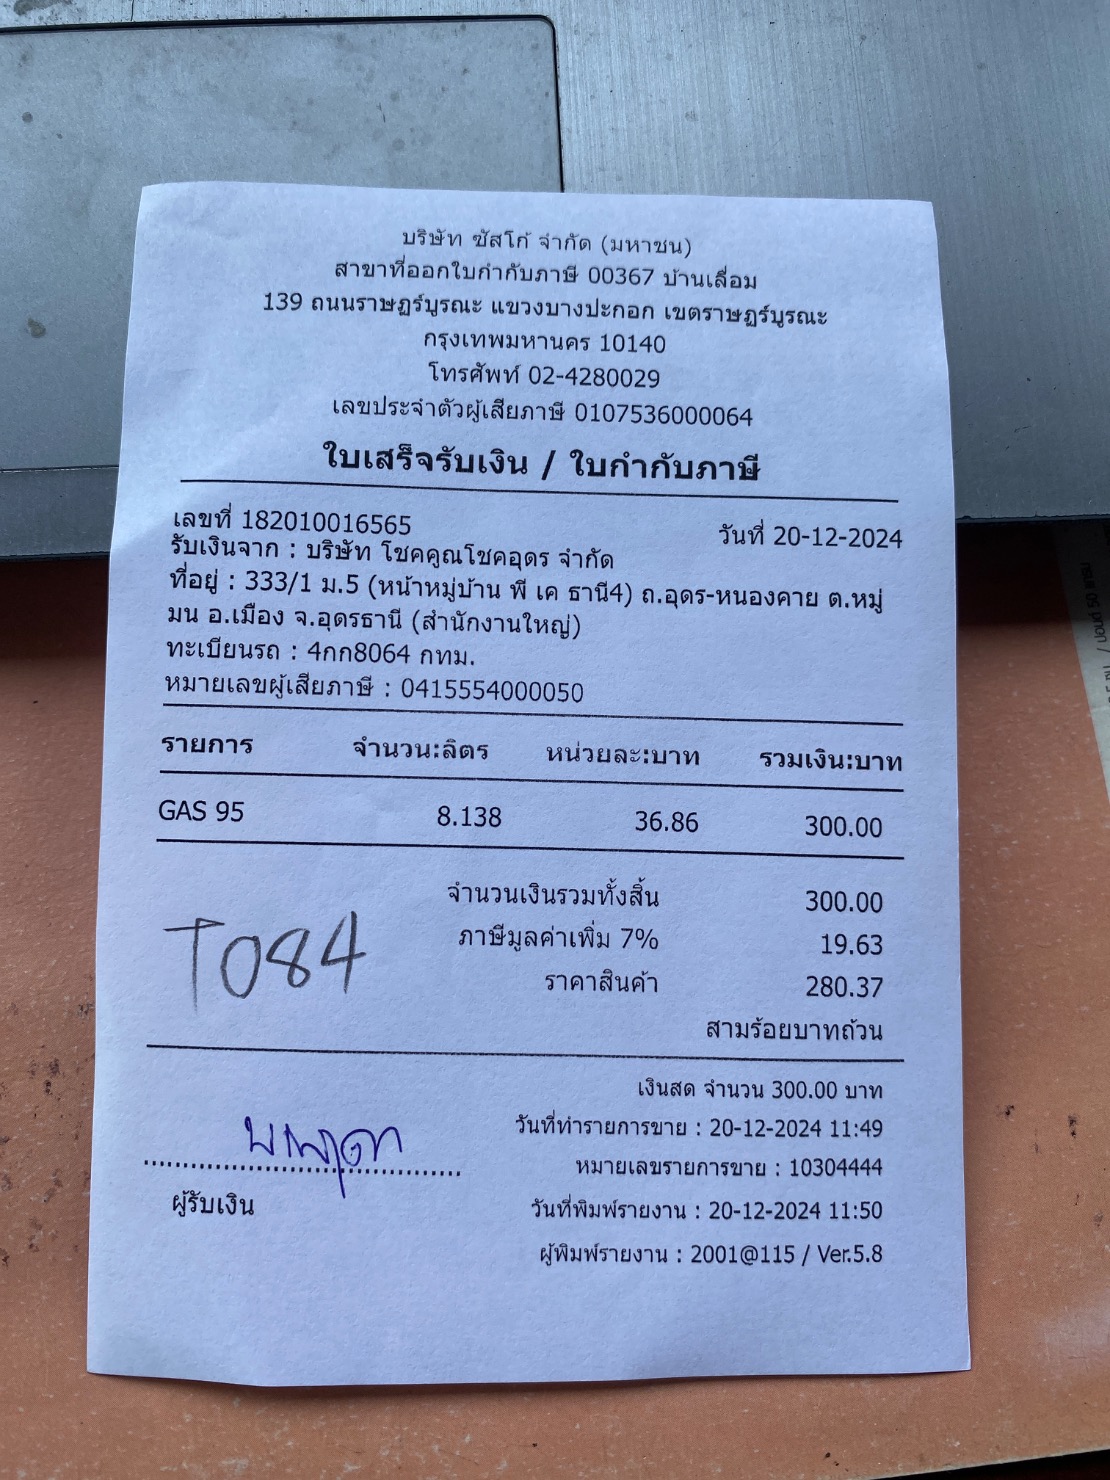 บริษัท ซัสโก้ จำกัด (มหาชน)
สาขาที่ออกใบกำกับภาษี 00367 บ้านเลื่อม
139 ถนนราษฎร์บูรณะ แขวงบางปะกอก เขตราษฏร์บูรณะ
กรุงเทพมหานคร 10140
โทรศัพท์ 02-4280029
เลขประจำตัวผู้เสียภาษี 0107536000064
ใบเสร็จรับเงิน / ใบกำกับภาษี
เลขที่ 182010016565 วันที่ 20-12-2024
รับเงินจาก : บริษัท โชคคูณโชคอุดร จำกัด
ที่อยู่ : 333/1 ม.5 (หน้าหมู่บ้าน พี เค ธานี4) ถ.อุดร-หนองคาย ต.หมู่
มน อ.เมือง จ.อุดรธานี (สำนักงานใหญ่)
ทะเบียนรถ : 4กก8064 กทม.
หมายเลขผู้เสียภาษี : 0415554000050
รายการ จำนวน:ลิตร หน่วยละ:บาท รวมเงิน:บาท
GAS 95 8.138 36.86 300.00
จำนวนเงินรวมทั้งสิ้น 300.00
ภาษีมูลค่าเพิ่ม 7% 19.63
T084
ราคาสินค้า 280.37
สามร้อยบาทถ้วน
เงินสด จำนวน 300.00 บาท
วันที่ทำรายการขาย : 20-12-2024 11:49
หมายเลขรายการขาย : 10304444
ผู้รับเงิน
วันที่พิมพ์รายงาน : 20-12-2024 11:50
ผู้พิมพ์รายงาน : 2001@115 / Ver.5.8